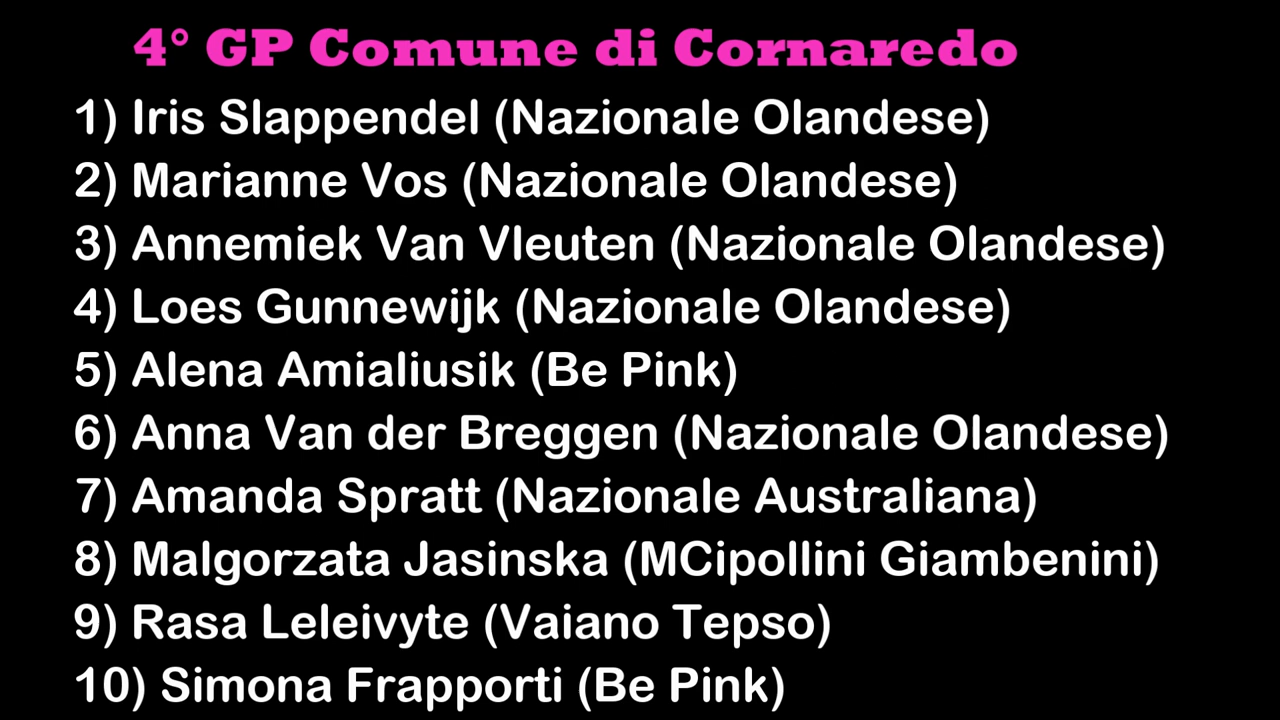 4° GP Comune di Cornaredo
1) Iris Slappendel (Nazionale Olandese)
2) Marianne Vos (Nazionale Olandese)
3) Annemiek Van Vleuten (Nazionale Olandese)
4) Loes Gunnewijk (Nazionale Olandese)
5) Alena Amialiusik (Be Pink)
6) Anna Van der Breggen (Nazionale Olandese)
7) Amanda Spratt (Nazionale Australiana)
8) Malgorzata Jasinska (MCipollini Giambenini)
9) Rasa Leleivyte (Vaiano Tepso)
10) Simona Frapporti (Be Pink)